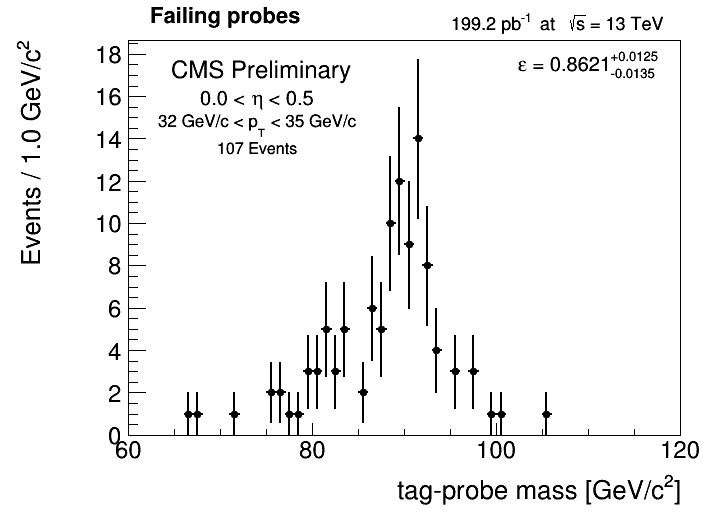 Failing probes
199.2 pb⁻¹ at √s = 13 TeV
CMS Preliminary
0.0 < η < 0.5
32 GeV/c < p_T < 35 GeV/c
107 Events
ε = 0.8621 +0.0125 -0.0135
Events / 1.0 GeV/c²
18
16
14
12
10
8
6
4
2
0
60 80 100 120
tag-probe mass [GeV/c²]